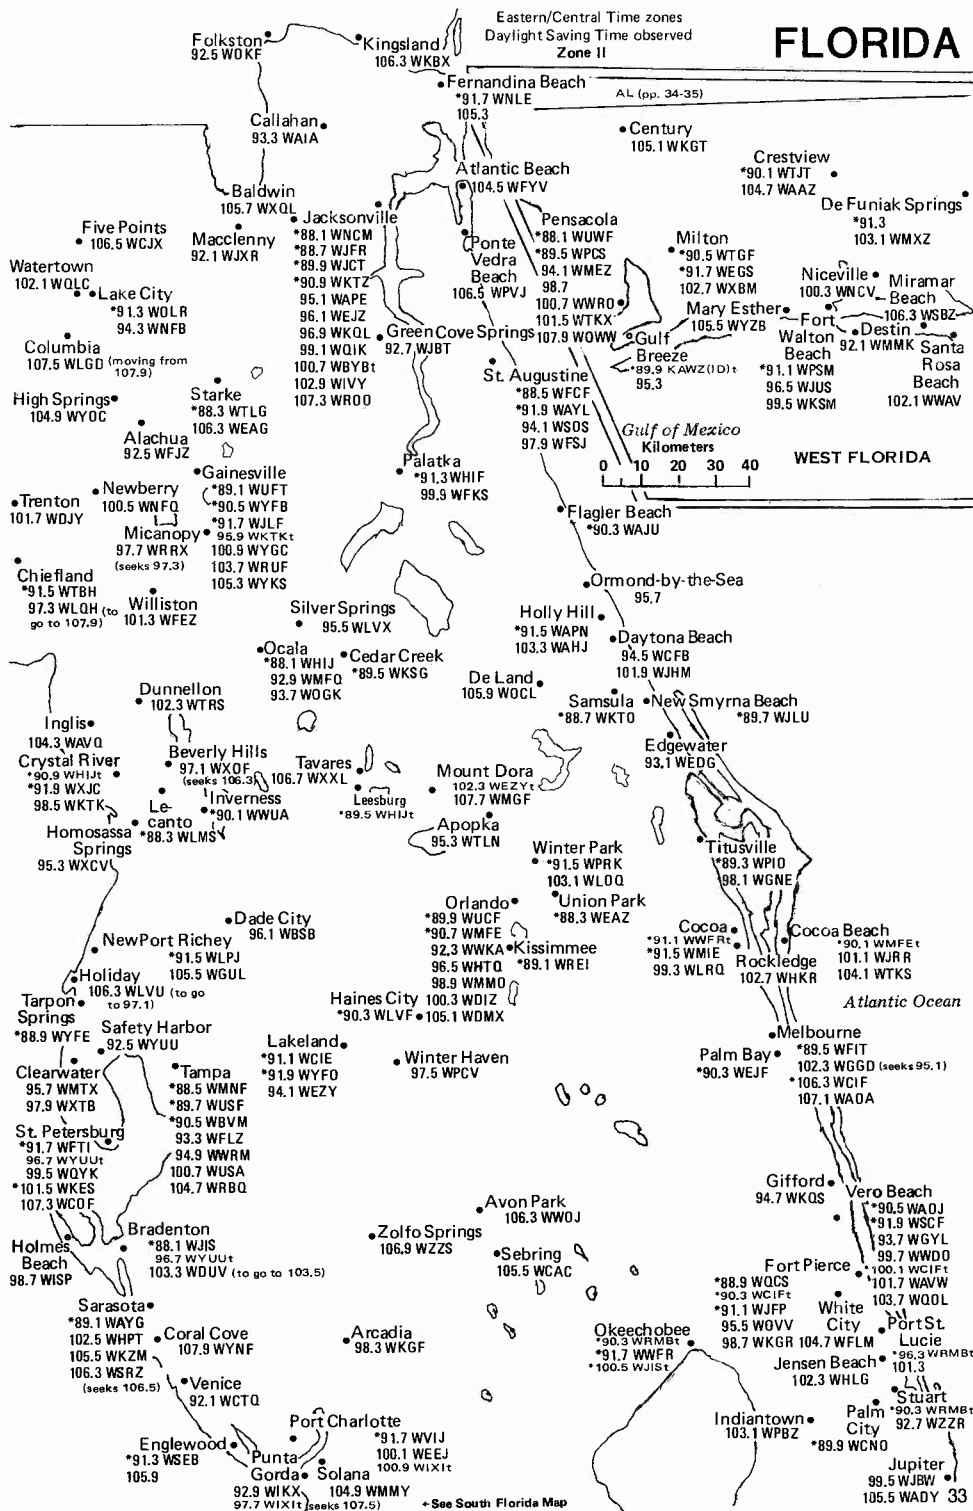 Eastern/Central Time zones
Daylight Saving Time observed
Zone II
FLORIDA
Folkston
92.5 WOKF
Kingsland
106.3 WKBX
Fernandina Beach
*91.7 WNLE
105.3
AL (pp. 34-35)
Callahan
93.3 WAIA
Century
105.1 WKGT
Crestview
*90.1 WTJT
104.7 WAAZ
De Funiak Springs
*91.3
103.1 WMXZ
Atlantic Beach
104.5 WFYV
Baldwin
105.7 WXQL
Five Points
106.5 WCJX
Macclenny
92.1 WJXR
Jacksonville
*88.1 WNCM
*88.7 WJFR
*89.9 WJCT
*90.9 WKTZ
95.1 WAPE
96.1 WEJZ
96.9 WKQL
99.1 WQIK
100.7 WBYBt
102.9 WIVY
107.3 WROO
Ponte
Vedra
Beach
106.5 WPVJ
Pensacola
*88.1 WUWF
*89.5 WPCS
94.1 WMEZ
98.7
100.7 WWRO
101.5 WTKX
107.9 WQWW
Milton
*90.5 WTGF
*91.7 WEGS
102.7 WXBM
Niceville
100.3 WNCV
Miramar
Beach
106.3 WSBZ
Mary Esther
105.5 WYZB
Fort
Walton
Beach
*91.1 WPSM
96.5 WJUS
99.5 WKSM
Destin
92.1 WMMK
Santa
Rosa
Beach
102.1 WWAV
Gulf
Breeze
*89.9 KAWZ(ID)t
95.3
Watertown
102.1 WQLC
Lake City
*91.3 WOLR
94.3 WNFB
Columbia
107.5 WLGD (moving from
107.9)
Green Cove Springs
92.7 WJBT
St. Augustine
*88.5 WFCF
*91.9 WAYL
94.1 WSOS
97.9 WFSJ
Gulf of Mexico
Kilometers
0 10 20 30 40
WEST FLORIDA
High Springs
104.9 WYOC
Starke
*88.3 WTLG
106.3 WEAG
Alachua
92.5 WFJZ
Palatka
*91.3 WHIF
99.9 WFKS
Trenton
101.7 WDJY
Newberry
100.5 WNFQ
Gainesville
*89.1 WUFT
*90.5 WYFB
*91.7 WJLF
95.9 WKTKt
100.9 WYGC
103.7 WRUF
105.3 WYKS
Micanopy
97.7 WRRX
(seeks 97.3)
Flagler Beach
*90.3 WAJU
Chiefland
*91.5 WTBH
97.3 WLQH (to
go to 107.9)
Williston
101.3 WFEZ
Ormond-by-the-Sea
95.7
Silver Springs
95.5 WLVX
Holly Hill
*91.5 WAPN
103.3 WAHJ
Daytona Beach
94.5 WCFB
101.9 WJHM
Ocala
*88.1 WHIJ
92.9 WMFQ
93.7 WOGK
Cedar Creek
*89.5 WKSG
De Land
105.9 WOCL
Samsula
*88.7 WKTO
New Smyrna Beach
*89.7 WJLU
Dunnellon
102.3 WTRS
Inglis
104.3 WAVQ
Edgewater
93.1 WEDG
Crystal River
*90.9 WHIJt
*91.9 WXJC
98.5 WKTK
Beverly Hills
97.1 WXOF
(seeks 106.3)
Tavares
106.7 WXXL
Leesburg
*89.5 WHIJt
Mount Dora
102.3 WEZYt
107.7 WMGF
Le-
canto
*88.3 WLMS
Inverness
*90.1 WWUA
Homosassa
Springs
95.3 WXCV
Apopka
95.3 WTLN
Titusville
*89.3 WPIO
98.1 WGNE
Winter Park
*91.5 WPRK
103.1 WLOQ
Union Park
*88.3 WEAZ
Orlando
*89.9 WUCF
*90.7 WMFE
92.3 WWKA
96.5 WHTQ
98.9 WMMO
100.3 WDIZ
105.1 WDMX
Kissimmee
*89.1 WREI
Dade City
96.1 WBSB
Cocoa
*91.1 WWFRt
*91.5 WMIE
99.3 WLRQ
Cocoa Beach
*90.1 WMFEt
101.1 WJRR
104.1 WTKS
Rockledge
102.7 WHKR
New Port Richey
*91.5 WLPJ
105.5 WGUL
Holiday
106.3 WLVU (to go
to 97.1)
Haines City
*90.3 WLVF
Atlantic Ocean
Tarpon
Springs
*88.9 WYFE
Safety Harbor
92.5 WYUU
Lakeland
*91.1 WCIE
*91.9 WYFO
94.1 WEZY
Winter Haven
97.5 WPCV
Melbourne
*89.5 WFIT
102.3 WGGD (seeks 95.1)
*106.3 WCIF
107.1 WAOA
Palm Bay
*90.3 WEJF
Clearwater
95.7 WMTX
97.9 WXTB
Tampa
*88.5 WMNF
*89.7 WUSF
*90.5 WBVM
93.3 WFLZ
94.9 WWRM
100.7 WUSA
104.7 WRBQ
St. Petersburg
*91.7 WFTI
96.7 WYUUt
99.5 WQYK
*101.5 WKES
107.3 WCOF
Gifford
94.7 WKQS
Vero Beach
*90.5 WAOJ
*91.9 WSCF
93.7 WGYL
99.7 WWDO
*100.1 WCIFt
101.7 WAVW
103.7 WQOL
Avon Park
106.3 WWOJ
Zolfo Springs
106.9 WZZS
Sebring
105.5 WCAC
Holmes
Beach
98.7 WISP
Bradenton
*88.1 WJIS
96.7 WYUUt
103.3 WDUV (to go to 103.5)
Fort Pierce
*88.9 WQCS
*90.3 WCIFt
*91.1 WJFP
95.5 WOVV
98.7 WKGR
White
City
104.7 WFLM
Port St.
Lucie
*96.3 WRMBt
101.3
Sarasota
*89.1 WAYG
102.5 WHPT
105.5 WKZM
106.3 WSRZ
(seeks 106.5)
Coral Cove
107.9 WYNF
Arcadia
98.3 WKGF
Okeechobee
*90.3 WRMBt
*91.7 WWFR
*100.5 WJISt
Jensen Beach
102.3 WHLG
Venice
92.1 WCTQ
Stuart
*90.3 WRMBt
92.7 WZZR
Indiantown
103.1 WPBZ
Palm
City
*89.9 WCNO
Port Charlotte
*91.7 WVIJ
100.1 WEEJ
100.9 WIXIt
Englewood
*91.3 WSEB
105.9
Punta
Gorda
92.9 WIKX
97.7 WIXIt (seeks 107.5)
Solana
104.9 WMMY
Jupiter
99.5 WJBW
105.5 WADY
←See South Florida Map
33